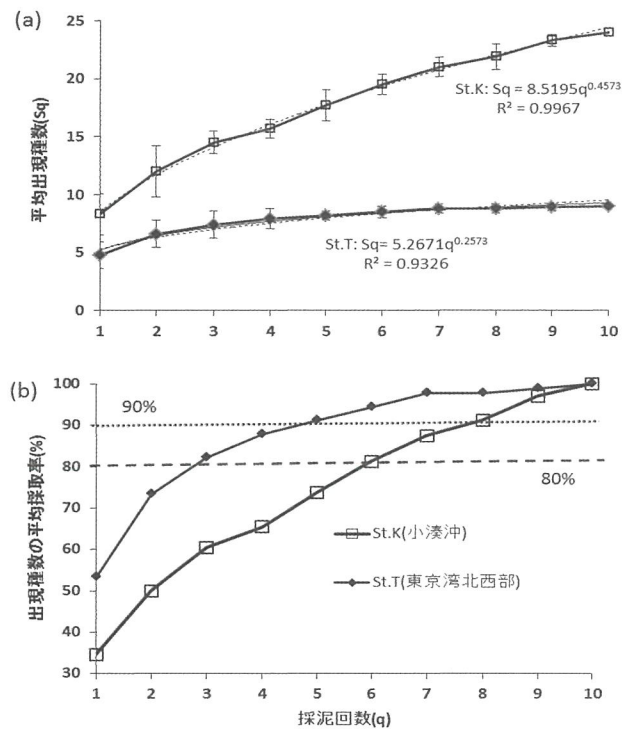 (a)
25
20
15
10
5
0
平均出現種数(Sq)
St.K: Sq = 8.5195q^0.4573
R² = 0.9967
St.T: Sq= 5.2671q^0.2573
R² = 0.9326
1 2 3 4 5 6 7 8 9 10
(b)
100
90
80
70
60
50
40
30
出現種数の平均採取率(%)
90%
80%
St.K(小湊沖)
St.T(東京湾北西部)
1 2 3 4 5 6 7 8 9 10
採泥回数(q)